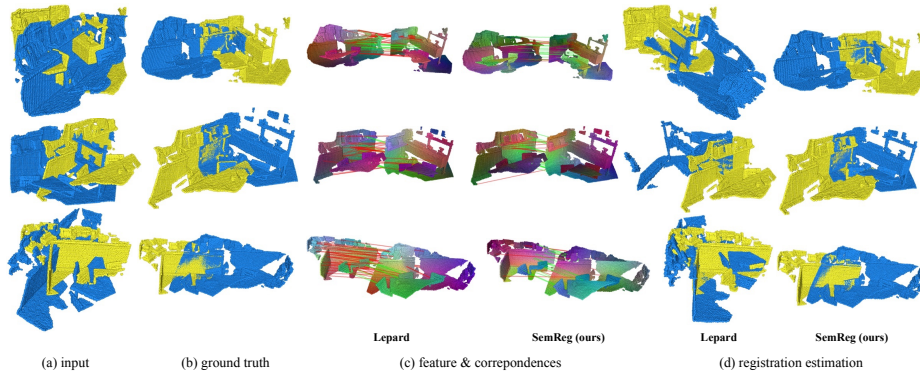 Lepard SemReg (ours) Lepard SemReg (ours)
(a) input (b) ground truth (c) feature & correpondences (d) registration estimation